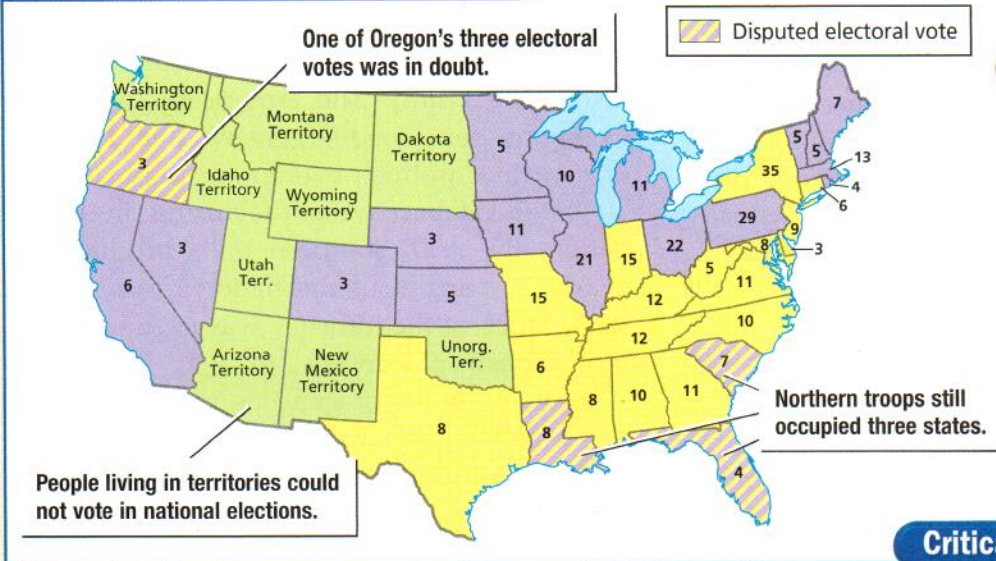 Disputed electoral vote
One of Oregon's three electoral
votes was in doubt.
Washington
Territory
Montana
Territory
Dakota
Territory
Idaho
Territory
Wyoming
Territory
Utah
Terr.
Arizona
Territory
New
Mexico
Territory
Unorg.
Terr.
3
6
3
3
3
5
8
5
11
15
6
8
10
21
11
15
22
12
12
8
10
11
7
4
10
11
5
29
35
8
9
3
5
5
7
13
4
6
Northern troops still
occupied three states.
People living in territories could
not vote in national elections.
Critic